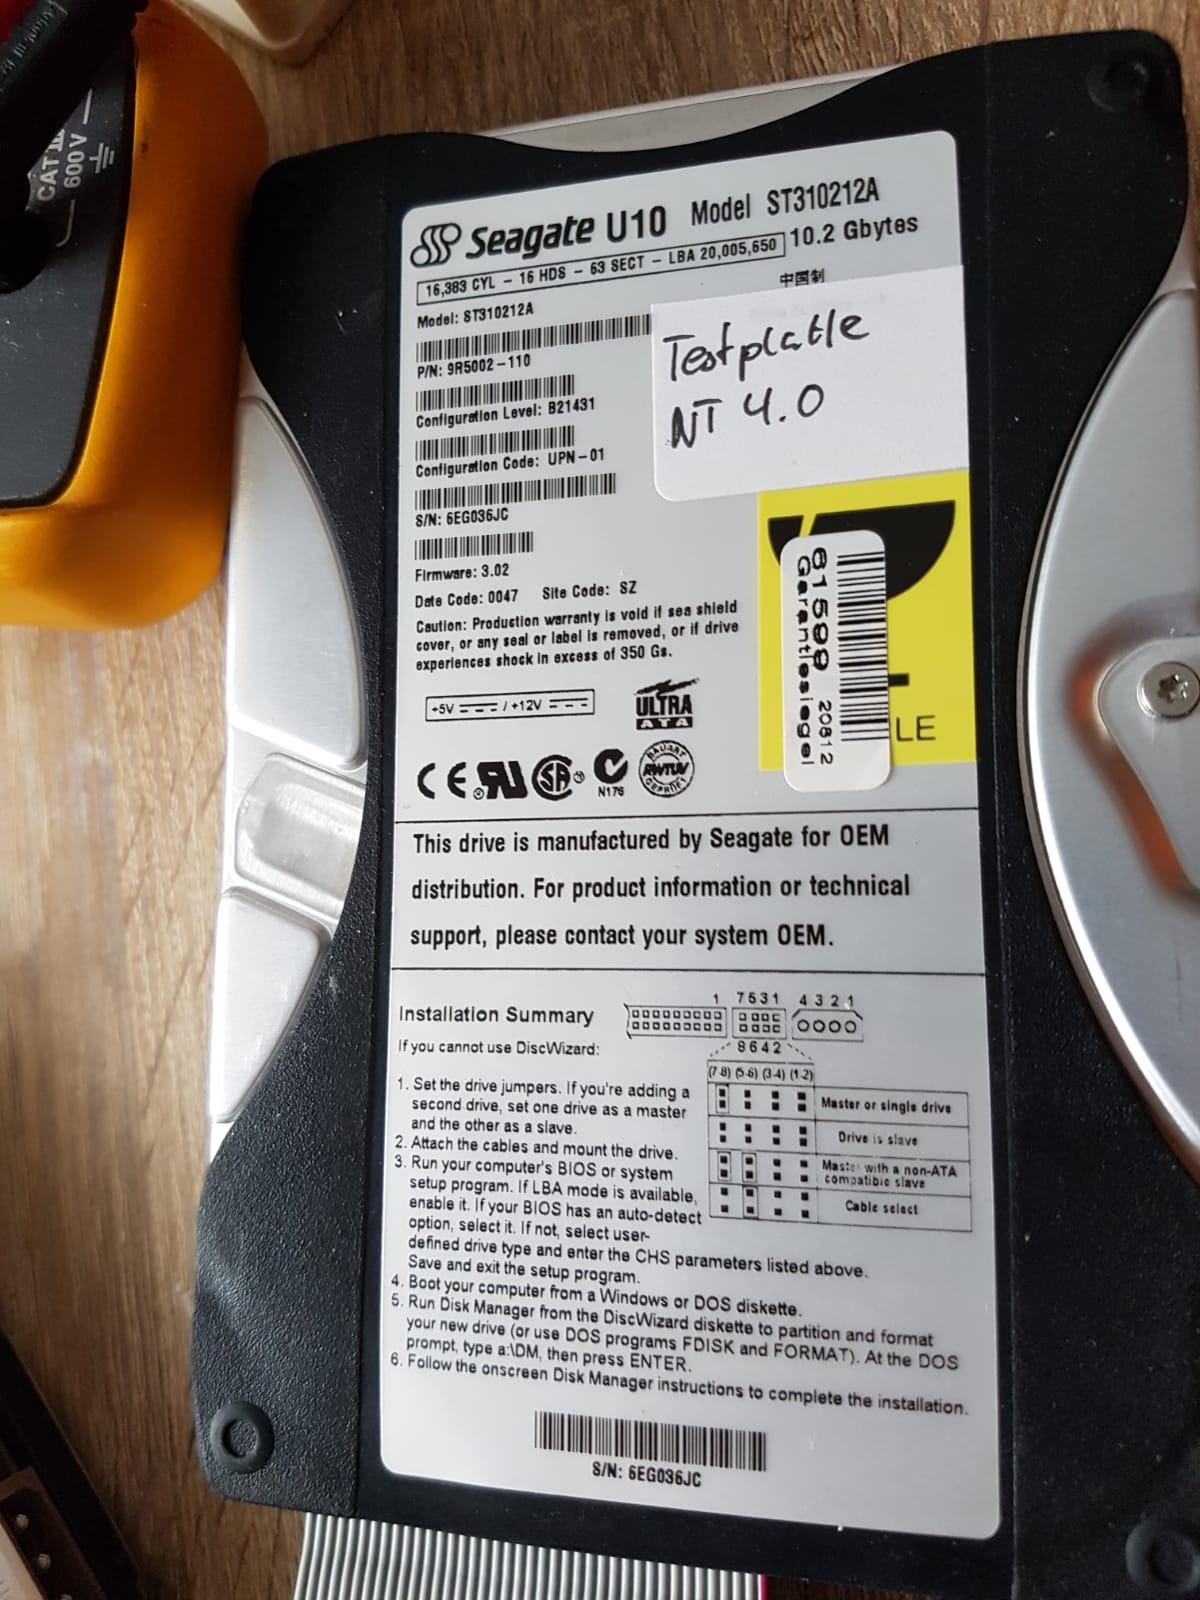 CAT III
600 V
Seagate U10 Model ST310212A
16,383 CYL - 16 HDS - 63 SECT - LBA 20,005,650 10.2 Gbytes
中国制
Model: ST310212A
Testplatte
NT 4.0
P/N: 9R5002-110
Configuration Level: B21431
Configuration Code: UPN-01
S/N: 6EG036JC
Firmware: 3.02
Date Code: 0047 Site Code: SZ
Caution: Production warranty is void if sea shield
cover, or any seal or label is removed, or if drive
experiences shock in excess of 350 Gs.
+5V / +12V
ULTRA
ATA
20812
Garantiesiegel
LE
CE
N176
BAUART
RWTUV
GEPRÜFT
This drive is manufactured by Seagate for OEM
distribution. For product information or technical
support, please contact your system OEM.
Installation Summary
1 7531 4321
8642
If you cannot use DiscWizard:
(7-8) (5-6) (3-4) (1-2)
Master or single drive
Drive is slave
Master with a non-ATA
compatible slave
Cable select
1. Set the drive jumpers. If you're adding a
second drive, set one drive as a master
and the other as a slave.
2. Attach the cables and mount the drive.
3. Run your computer's BIOS or system
setup program. If LBA mode is available,
enable it. If your BIOS has an auto-detect
option, select it. If not, select user-
defined drive type and enter the CHS parameters listed above.
Save and exit the setup program.
4. Boot your computer from a Windows or DOS diskette.
5. Run Disk Manager from the DiscWizard diskette to partition and format
your new drive (or use DOS programs FDISK and FORMAT). At the DOS
prompt, type a:\DM, then press ENTER.
6. Follow the onscreen Disk Manager instructions to complete the installation.
S/N: 6EG036JC